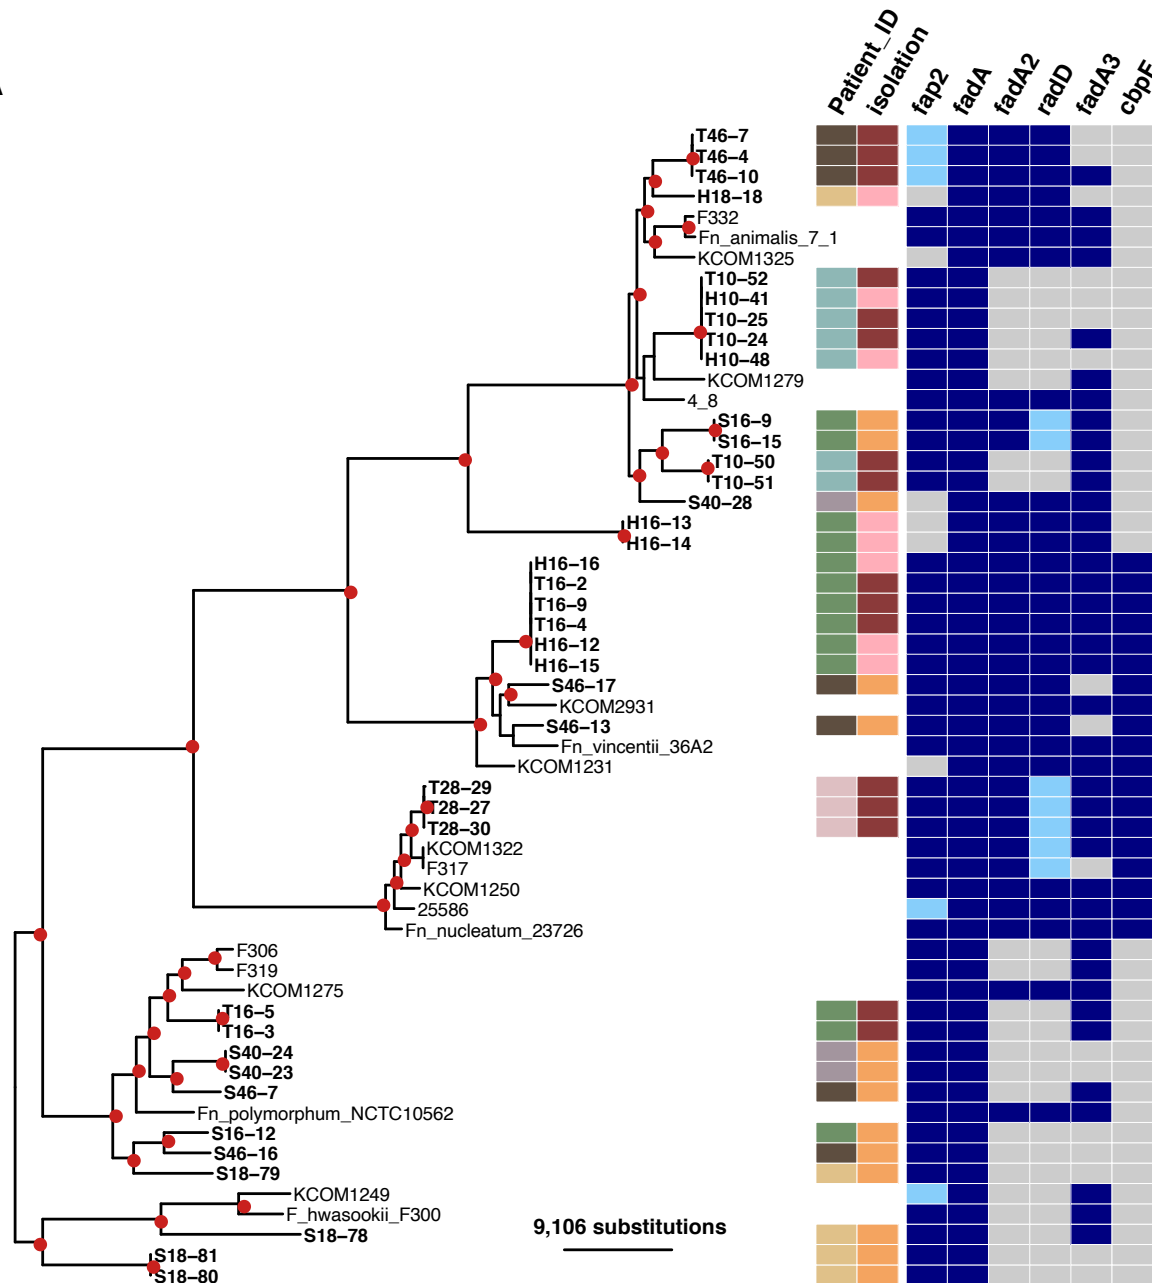 A
Patient_ID
isolation
fap2
fadA
fadA2
radD
fadA3
cbpF
T46–7
T46–4
T46–10
H18–18
F332
Fn_animalis_7_1
KCOM1325
T10–52
H10–41
T10–25
T10–24
H10–48
KCOM1279
4_8
S16–9
S16–15
T10–50
T10–51
S40–28
H16–13
H16–14
H16–16
T16–2
T16–9
T16–4
H16–12
H16–15
S46–17
KCOM2931
S46–13
Fn_vincentii_36A2
KCOM1231
T28–29
T28–27
T28–30
KCOM1322
F317
KCOM1250
25586
Fn_nucleatum_23726
F306
F319
KCOM1275
T16–5
T16–3
S40–24
S40–23
S46–7
Fn_polymorphum_NCTC10562
S16–12
S46–16
S18–79
KCOM1249
F_hwasookii_F300
S18–78
9,106 substitutions
S18–81
S18–80